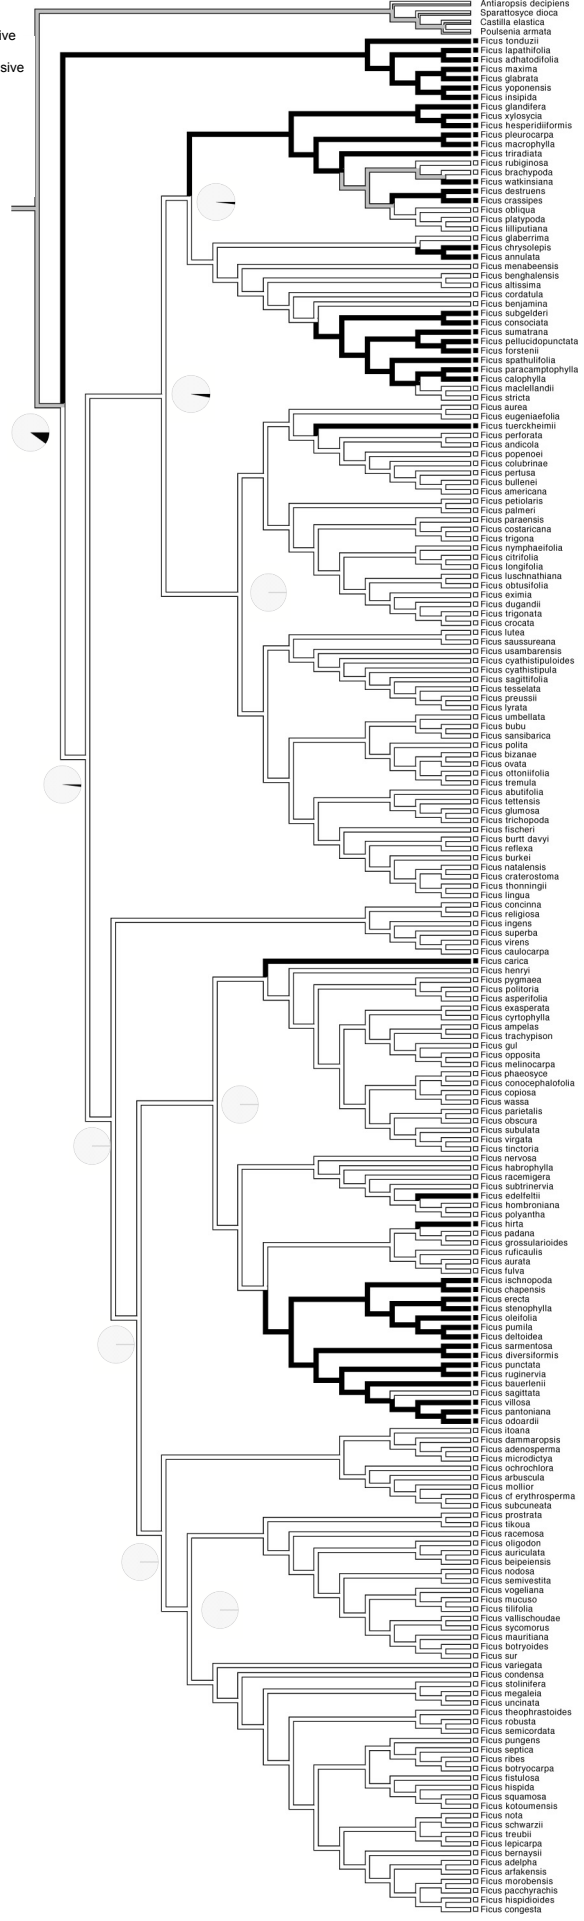 Antiaropsis decipiens
Sparattosyce dioca
ive
Castilla elastica
Poulsenia armata
Ficus tonduzii
Ficus lapathifolia
Ficus adhatodifolia
sive
Ficus maxima
Ficus glabrata
Ficus yoponensis
Ficus insipida
Ficus glandifera
Ficus xylosycia
Ficus hesperidiiformis
Ficus pleurocarpa
Ficus macrophylla
Ficus triradiata
Ficus rubiginosa
Ficus brachypoda
Ficus watkinsiana
Ficus destruens
Ficus crassipes
Ficus obliqua
Ficus platypoda
Ficus lilliputiana
Ficus glaberrima
Ficus chrysolepis
Ficus annulata
Ficus menabeensis
Ficus benghalensis
Ficus altissima
Ficus cordatula
Ficus benjamina
Ficus subgelderi
Ficus consociata
Ficus sumatrana
Ficus pellucidopunctata
Ficus forstenii
Ficus spathulifolia
Ficus paracamptophylla
Ficus calophylla
Ficus maclellandii
Ficus stricta
Ficus aurea
Ficus eugeniaefolia
Ficus tuerckheimii
Ficus perforata
Ficus andicola
Ficus popenoei
Ficus colubrinae
Ficus pertusa
Ficus bullenei
Ficus americana
Ficus petiolaris
Ficus palmeri
Ficus paraensis
Ficus costaricana
Ficus trigona
Ficus nymphaeifolia
Ficus citrifolia
Ficus longifolia
Ficus luschnathiana
Ficus obtusifolia
Ficus eximia
Ficus dugandii
Ficus trigonata
Ficus crocata
Ficus lutea
Ficus saussureana
Ficus usambarensis
Ficus cyathistipuloides
Ficus cyathistipula
Ficus sagittifolia
Ficus tesselata
Ficus preussii
Ficus lyrata
Ficus umbellata
Ficus bubu
Ficus sansibarica
Ficus polita
Ficus bizanae
Ficus ovata
Ficus ottoniifolia
Ficus tremula
Ficus abutifolia
Ficus tettensis
Ficus glumosa
Ficus trichopoda
Ficus fischeri
Ficus burtt davyi
Ficus reflexa
Ficus burkei
Ficus natalensis
Ficus craterostoma
Ficus thonningii
Ficus lingua
Ficus concinna
Ficus religiosa
Ficus ingens
Ficus superba
Ficus virens
Ficus caulocarpa
Ficus carica
Ficus henryi
Ficus pygmaea
Ficus politoria
Ficus asperifolia
Ficus exasperata
Ficus cyrtophylla
Ficus ampelas
Ficus trachypison
Ficus gul
Ficus opposita
Ficus melinocarpa
Ficus phaeosyce
Ficus conocephalofolia
Ficus copiosa
Ficus wassa
Ficus parietalis
Ficus obscura
Ficus subulata
Ficus virgata
Ficus tinctoria
Ficus nervosa
Ficus habrophylla
Ficus racemigera
Ficus subtrinervia
Ficus edelfeltii
Ficus hombroniana
Ficus polyantha
Ficus hirta
Ficus padana
Ficus grossularioides
Ficus ruficaulis
Ficus aurata
Ficus fulva
Ficus ischnopoda
Ficus chapensis
Ficus erecta
Ficus stenophylla
Ficus oleifolia
Ficus pumila
Ficus deltoidea
Ficus sarmentosa
Ficus diversiformis
Ficus punctata
Ficus ruginervia
Ficus bauerlenii
Ficus sagittata
Ficus villosa
Ficus pantoniana
Ficus odoardii
Ficus itoana
Ficus dammaropsis
Ficus adenosperma
Ficus microdictya
Ficus ochrochlora
Ficus arbuscula
Ficus mollior
Ficus cf erythrosperma
Ficus subcuneata
Ficus prostrata
Ficus tikoua
Ficus racemosa
Ficus oligodon
Ficus auriculata
Ficus beipeiensis
Ficus nodosa
Ficus semivestita
Ficus vogeliana
Ficus mucuso
Ficus tilifolia
Ficus vallischoudae
Ficus sycomorus
Ficus mauritiana
Ficus botryoides
Ficus sur
Ficus variegata
Ficus condensa
Ficus stolinifera
Ficus megaleia
Ficus uncinata
Ficus theophrastoides
Ficus robusta
Ficus semicordata
Ficus pungens
Ficus septica
Ficus ribes
Ficus botryocarpa
Ficus fistulosa
Ficus hispida
Ficus squamosa
Ficus kotoumensis
Ficus nota
Ficus schwarzii
Ficus treubii
Ficus lepicarpa
Ficus bernaysii
Ficus adelpha
Ficus arfakensis
Ficus morobensis
Ficus pachyrachis
Ficus hispidioides
Ficus congesta